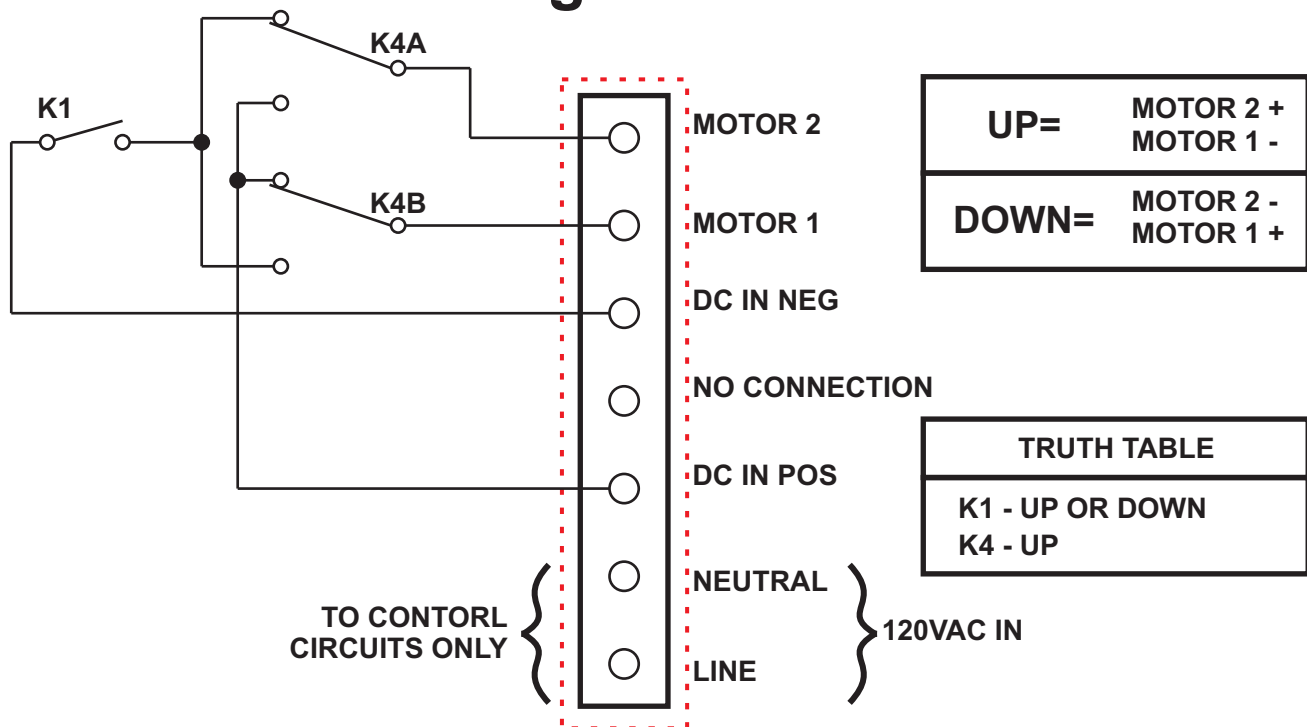 K4A
K1
K4B
MOTOR 2
MOTOR 1
DC IN NEG
NO CONNECTION
DC IN POS
NEUTRAL
LINE
TO CONTORL
CIRCUITS ONLY
120VAC IN
UP=
MOTOR 2 +
MOTOR 1 -
DOWN=
MOTOR 2 -
MOTOR 1 +
TRUTH TABLE
K1 - UP OR DOWN
K4 - UP